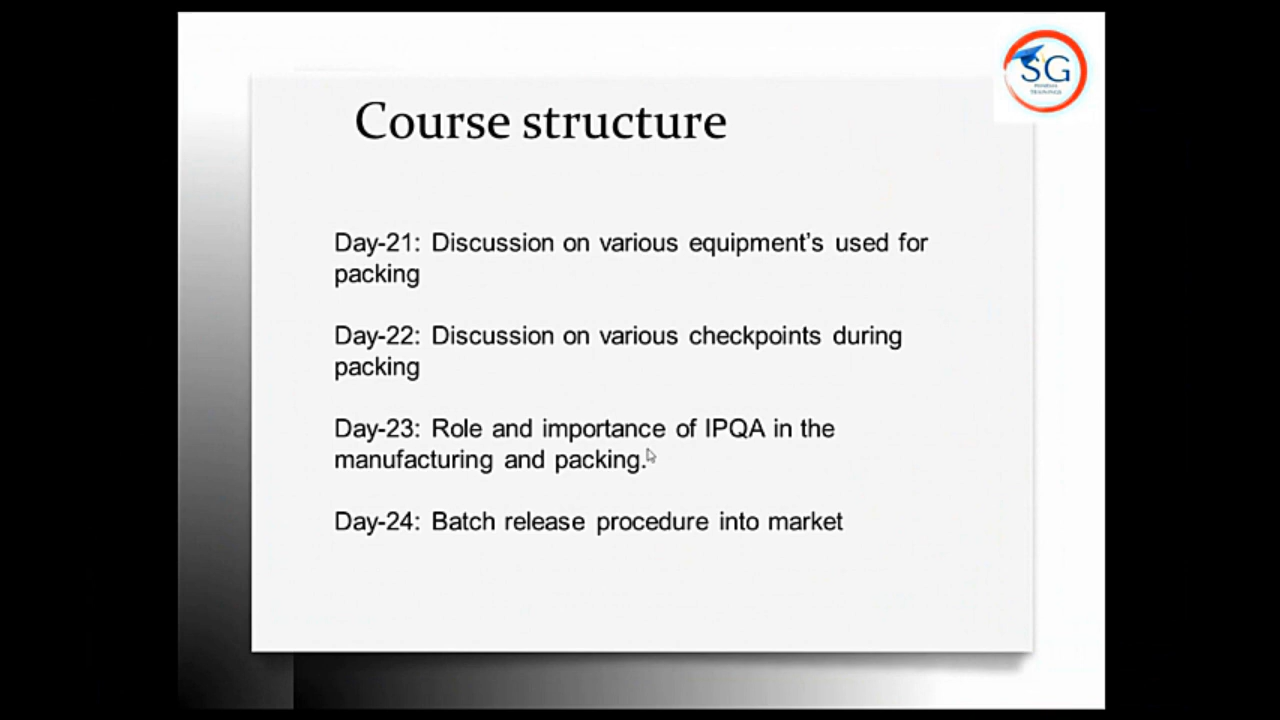 SG
PHARMA
TRAININGS
Course structure
Day-21: Discussion on various equipment's used for
packing
Day-22: Discussion on various checkpoints during
packing
Day-23: Role and importance of IPQA in the
manufacturing and packing.
Day-24: Batch release procedure into market